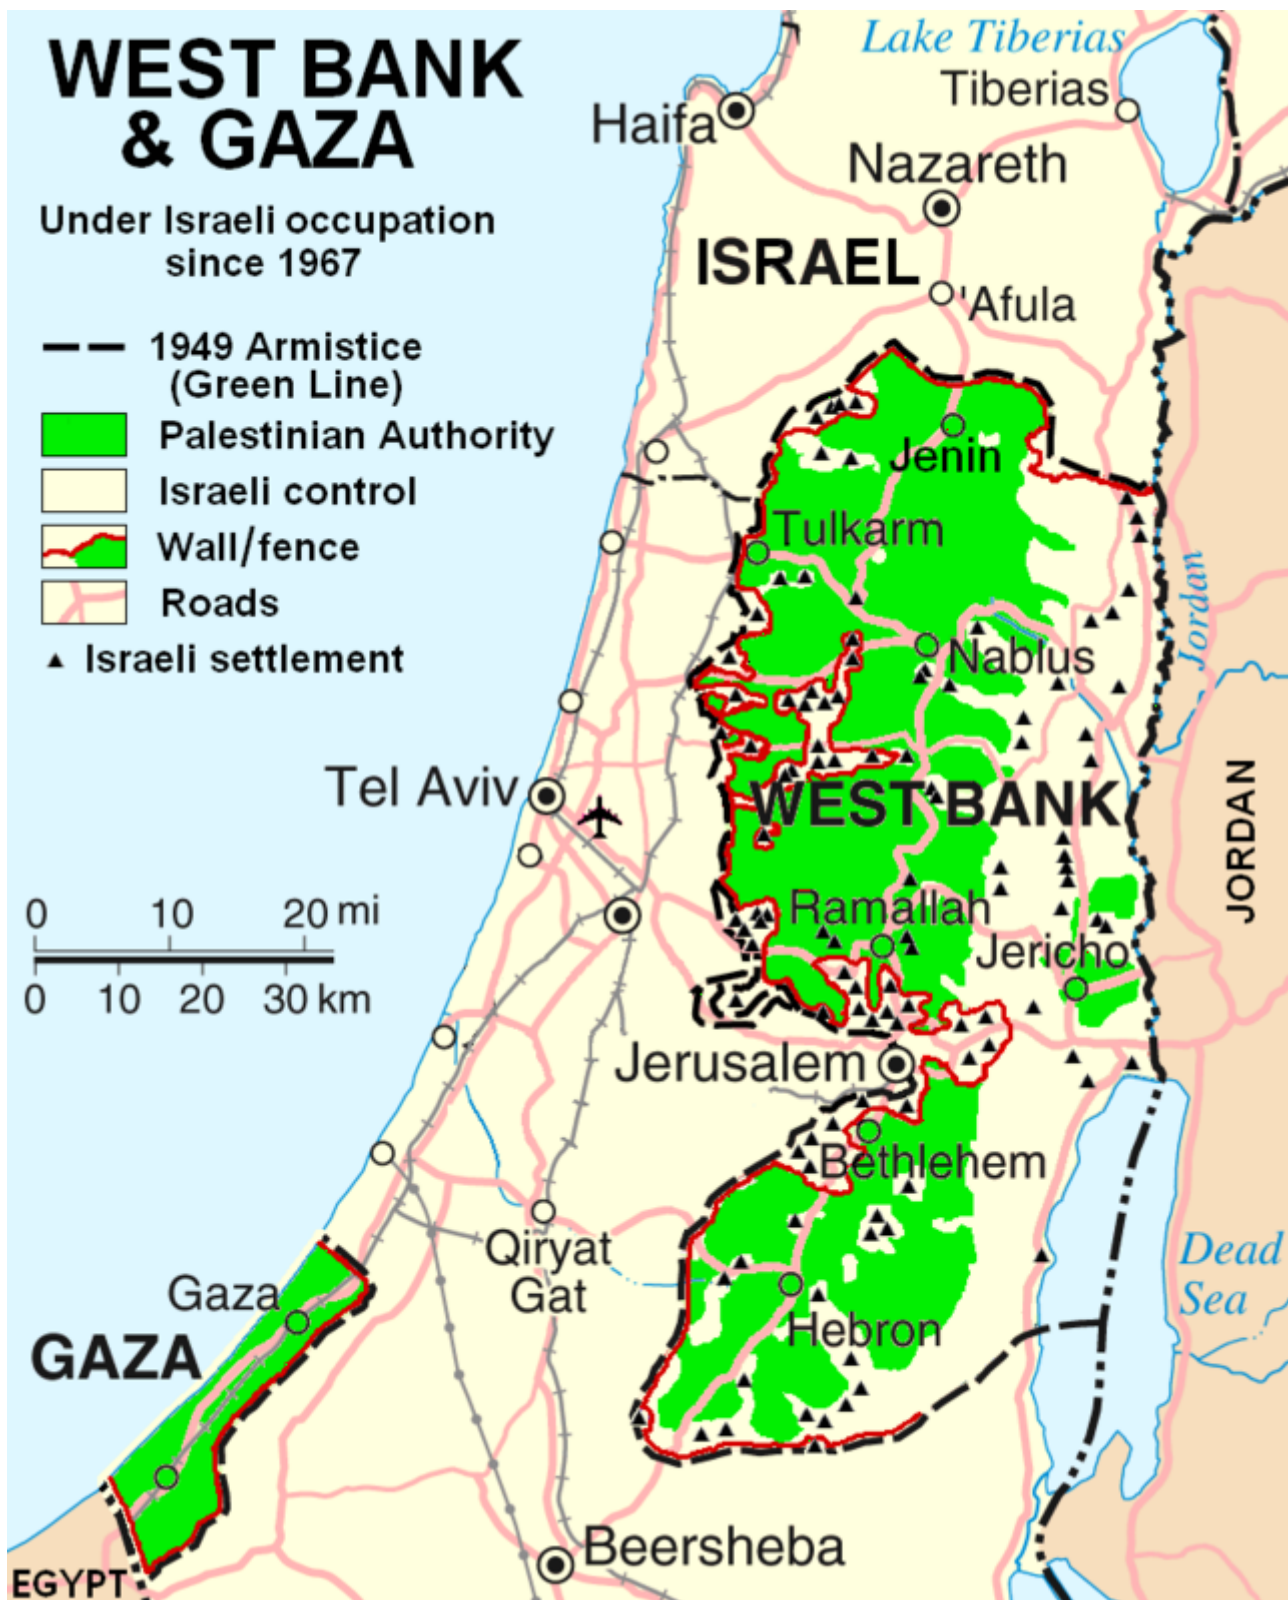 WEST BANK
& GAZA
Under Israeli occupation
since 1967
1949 Armistice
(Green Line)
Palestinian Authority
Israeli control
Wall/fence
Roads
Israeli settlement
Lake Tiberias
Tiberias
Haifa
Nazareth
ISRAEL
'Afula
Jenin
Tulkarm
Jordan
Nablus
Tel Aviv
WEST BANK
JORDAN
0 10 20 mi
0 10 20 30 km
Ramallah
Jericho
Jerusalem
Bethlehem
Qiryat
Gat
Dead
Sea
Gaza
GAZA
Hebron
Beersheba
EGYPT